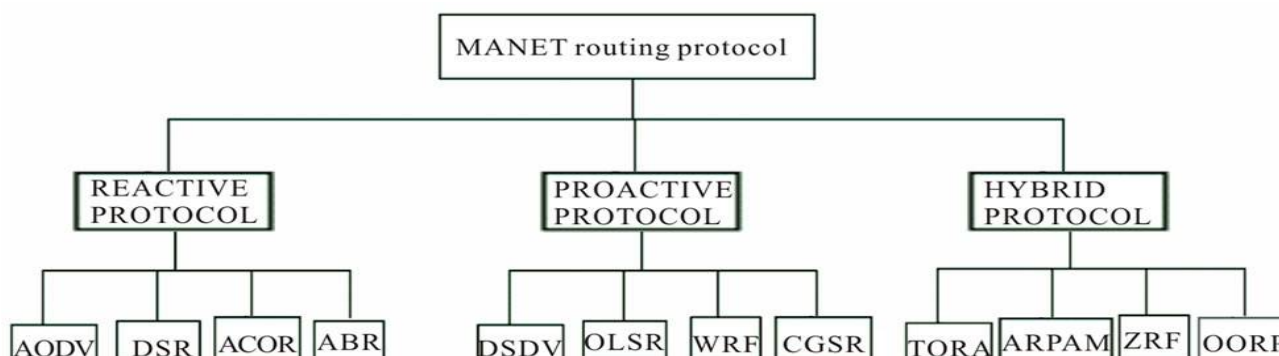 MANET routing protocol
REACTIVE
PROTOCOL
PROACTIVE
PROTOCOL
HYBRID
PROTOCOL
AODV DSR ACOR ABR DSDV OLSR WRF CGSR TORA ARPAM ZRF